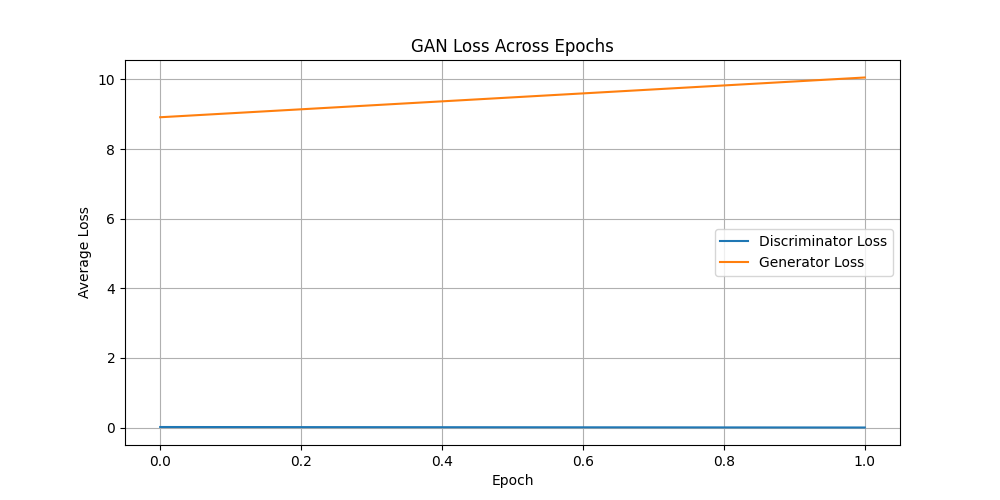 GAN Loss Across Epochs
10
8
6
4
2
0
Average Loss
Discriminator Loss
Generator Loss
0.0 0.2 0.4 0.6 0.8 1.0
Epoch